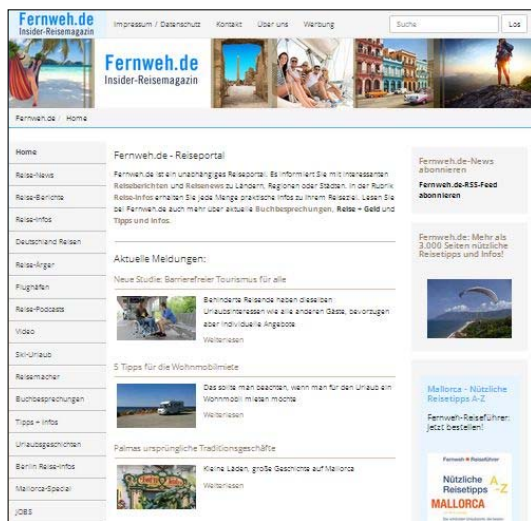 Fernweh.de
Insider-Reisemagazin
Impressum / Datenschutz
Kontakt
Über uns
Werbung
Suche
Los
Fernweh.de
Insider-Reisemagazin
Fernweh.de / Home
Home
Reise-News
Reise-Berichte
Reise-Infos
Deutschland Reisen
Reise-Ärger
Flughäfen
Reise-Podcasts
Video
Ski-Urlaub
Reisemacher
Buchbesprechungen
Tipps + Infos
Urlaubsgeschichten
Berlin Reise-Infos
Mallorca-Special
JOBS
Fernweh.de - Reiseportal
Fernweh.de ist ein unabhängiges Reiseportal. Es informiert Sie mit interessanten
Reiseberichten und Reisenews zu Ländern, Regionen oder Städten. In der Rubrik
Reise-Infos erhalten Sie jede Menge praktische Infos zu Ihrem Reiseziel. Lesen Sie
bei Fernweh.de auch mehr über aktuelle Buchbesprechungen, Reise + Geld und
Tipps und Infos.
Aktuelle Meldungen:
Neue Studie: Barrierefreier Tourismus für alle
Behinderte Reisende haben dieselben
Urlaubsinteressen wie alle anderen Gäste, bevorzugen
aber individuelle Angebote
Weiterlesen
5 Tipps für die Wohnmobilmiete
Das sollte man beachten, wenn man für den Urlaub ein
Wohnmobil mieten möchte
Weiterlesen
Palmas ursprüngliche Traditionsgeschäfte
Kleine Läden, große Geschichte auf Mallorca
Weiterlesen
Fernweh.de-News
abonnieren
Fernweh.de-RSS-Feed
abonnieren
Fernweh.de: Mehr als
3.000 Seiten nützliche
Reisetipps und Infos!
Mallorca - Nützliche
Reisetipps A-Z
Fernweh-Reiseführer:
Jetzt bestellen!
Fernweh Reiseführer
Nützliche
Reisetipps A-Z
MALLORCA